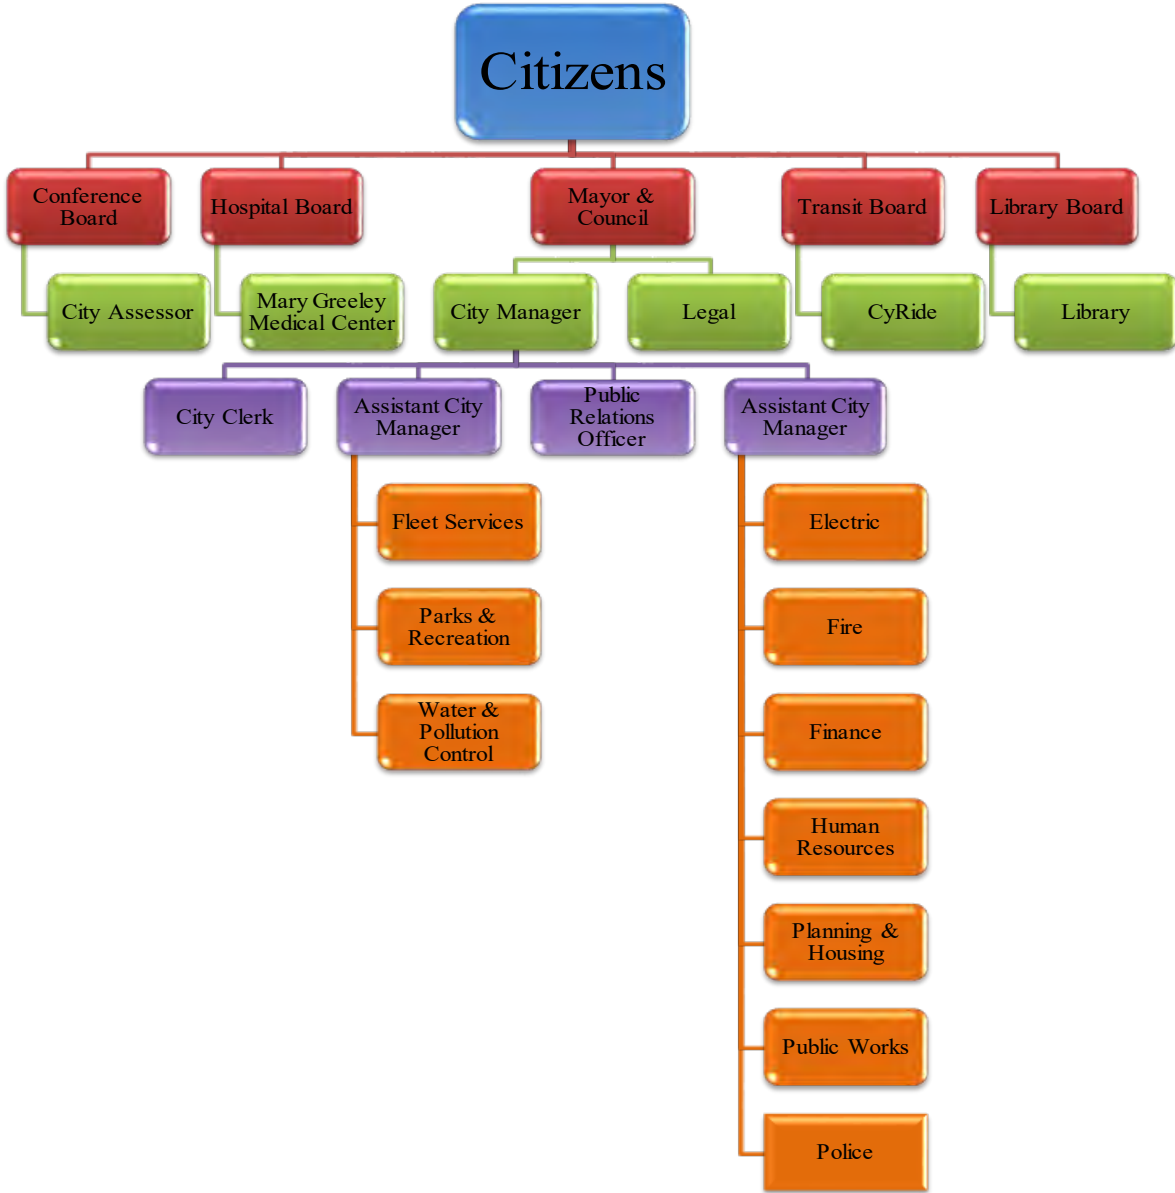 Citizens
Conference
Board
Hospital Board
Mayor &
Council
Transit Board
Library Board
City Assessor
Mary Greeley
Medical Center
City Manager
Legal
CyRide
Library
City Clerk
Assistant City
Manager
Public
Relations
Officer
Assistant City
Manager
Fleet Services
Parks &
Recreation
Water &
Pollution
Control
Electric
Fire
Finance
Human
Resources
Planning &
Housing
Public Works
Police